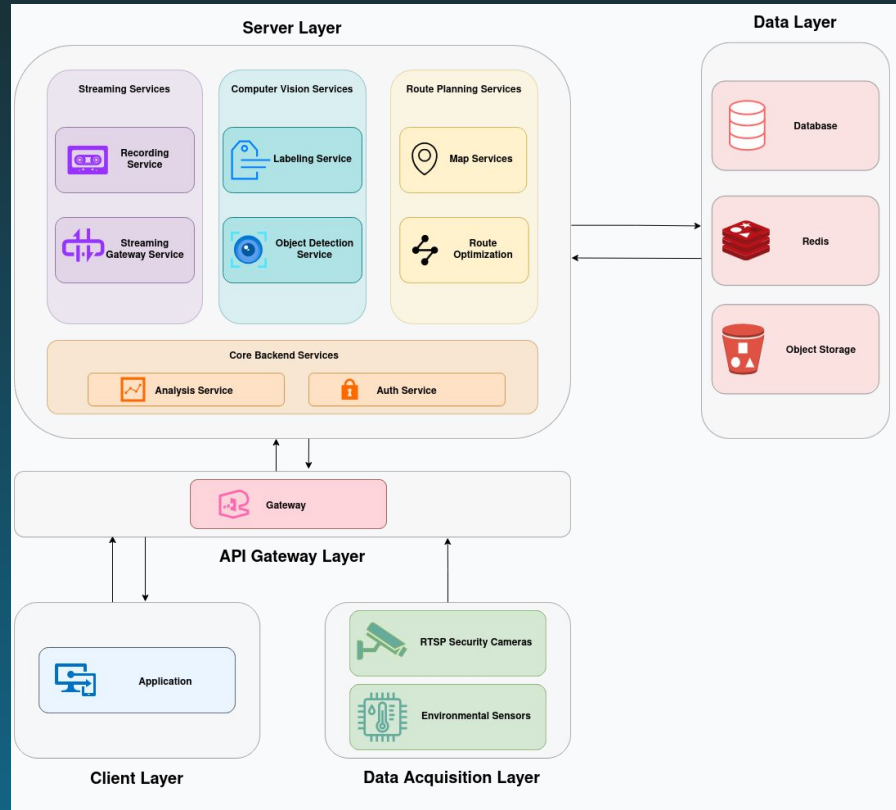 Server Layer
Data Layer
Streaming Services
Computer Vision Services
Route Planning Services
Recording
Service
Labeling Service
Map Services
Streaming
Gateway Service
Object Detection
Service
Route
Optimization
Core Backend Services
Analysis Service
Auth Service
Database
Redis
Object Storage
Gateway
API Gateway Layer
Application
Client Layer
RTSP Security Cameras
Environmental Sensors
Data Acquisition Layer